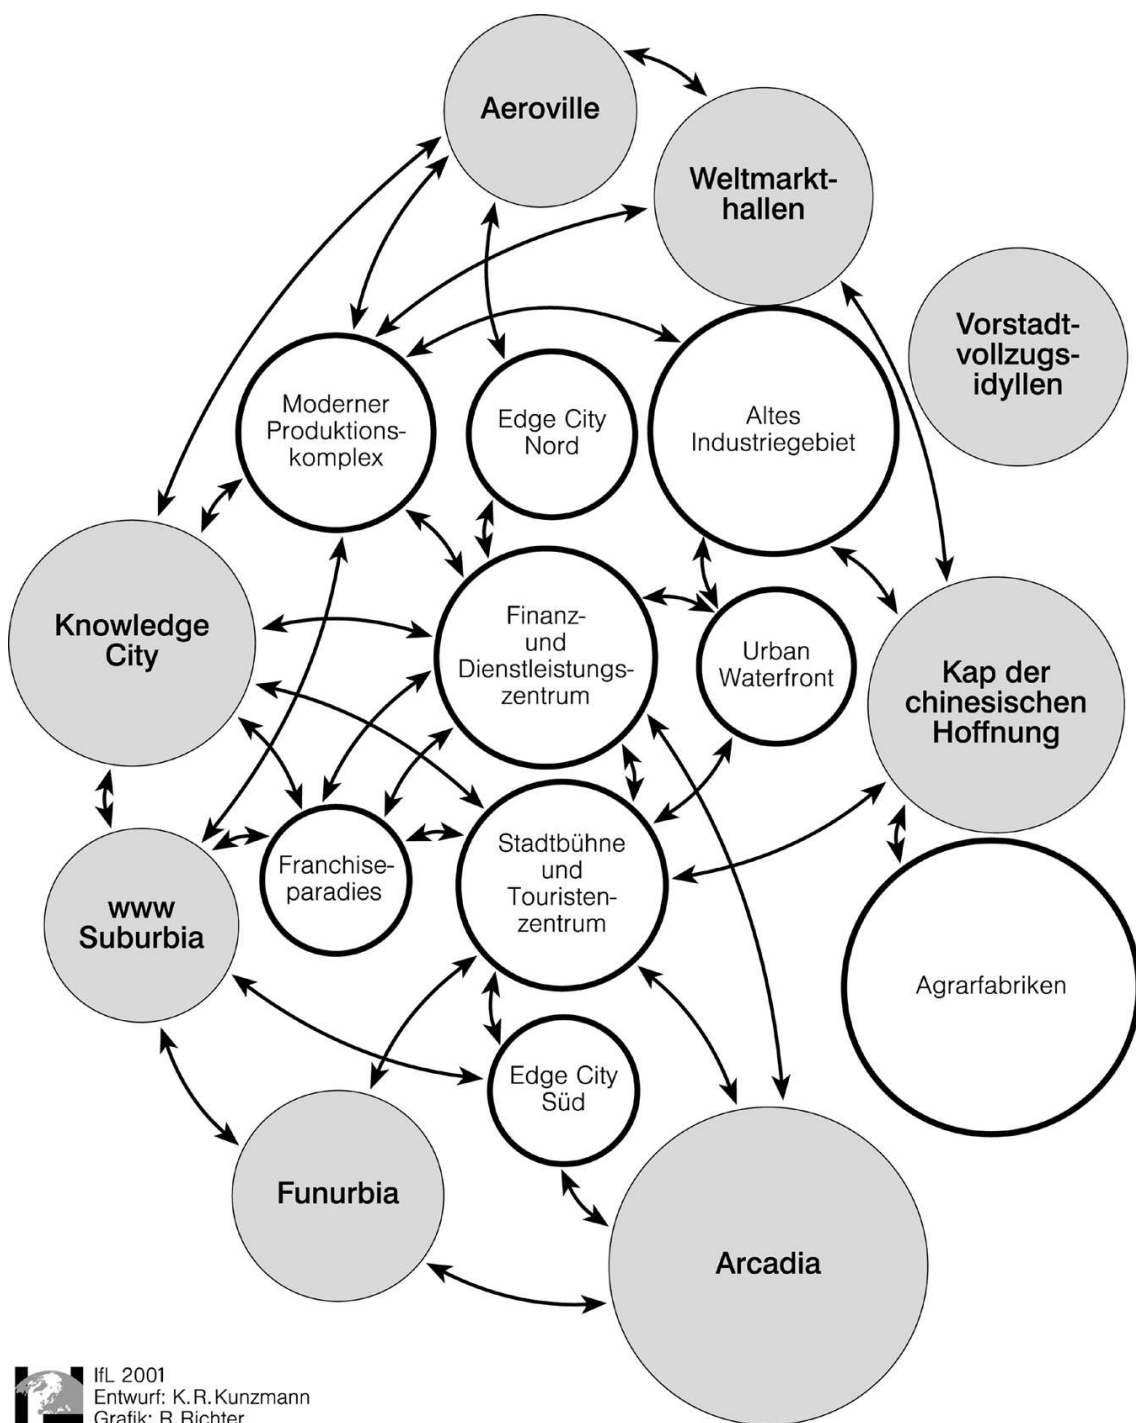 Aeroville
Weltmarkt-
hallen
Vorstadt-
vollzugs-
idyllen
Moderner
Produktions-
komplex
Edge City
Nord
Altes
Industriegebiet
Knowledge
City
Finanz-
und
Dienstleistungs-
zentrum
Urban
Waterfront
Kap der
chinesischen
Hoffnung
Franchise-
paradies
Stadtbühne
und
Touristen-
zentrum
www
Suburbia
Agrarfabriken
Edge City
Süd
Funurbia
Arcadia
IfL 2001
Entwurf: K.R.Kunzmann
Grafik: R.Richter